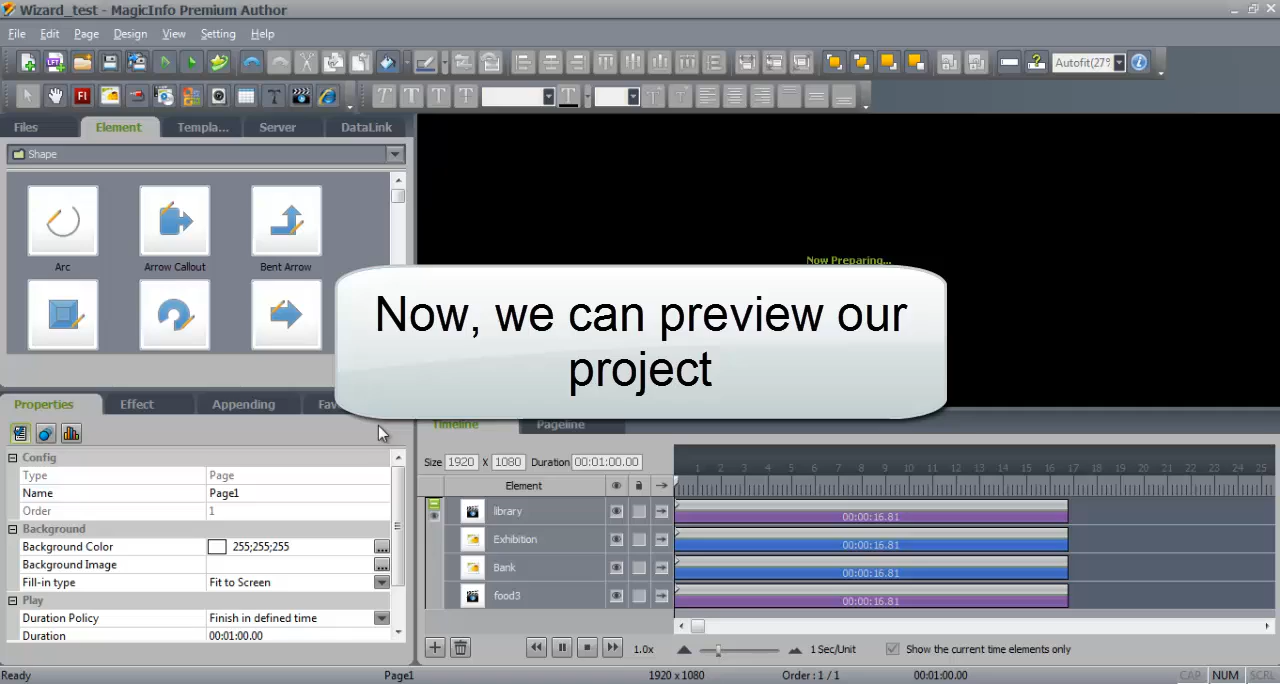 Wizard_test - MagicInfo Premium Author
File Edit Page Design View Setting Help
Autofit(27%
Files Element Templa... Server DataLink
Shape
Arc Arrow Callout Bent Arrow
Now Preparing...
Now, we can preview our
project
Properties Effect Appending
Timeline Pageline
Size 1920 X 1080 Duration 00:01:00.00
1 2 3 4 5 6 7 8 9 10 11 12 13 14 15 16 17 18 19 20 21 22 23 24 25
Element
Config
Type Page
Name Page1
Order 1
Background
Background Color 255;255;255
Background Image
Fill-in type Fit to Screen
Play
Duration Policy Finish in defined time
Duration 00:01:00.00
library 00:00:16.81
Exhibition 00:00:16.81
Bank 00:00:16.81
food3 00:00:16.81
1.0x 1 Sec/Unit Show the current time elements only
Ready Page1 1920 x 1080 Order : 1 / 1 00:01:00.00 CAP NUM SCRL